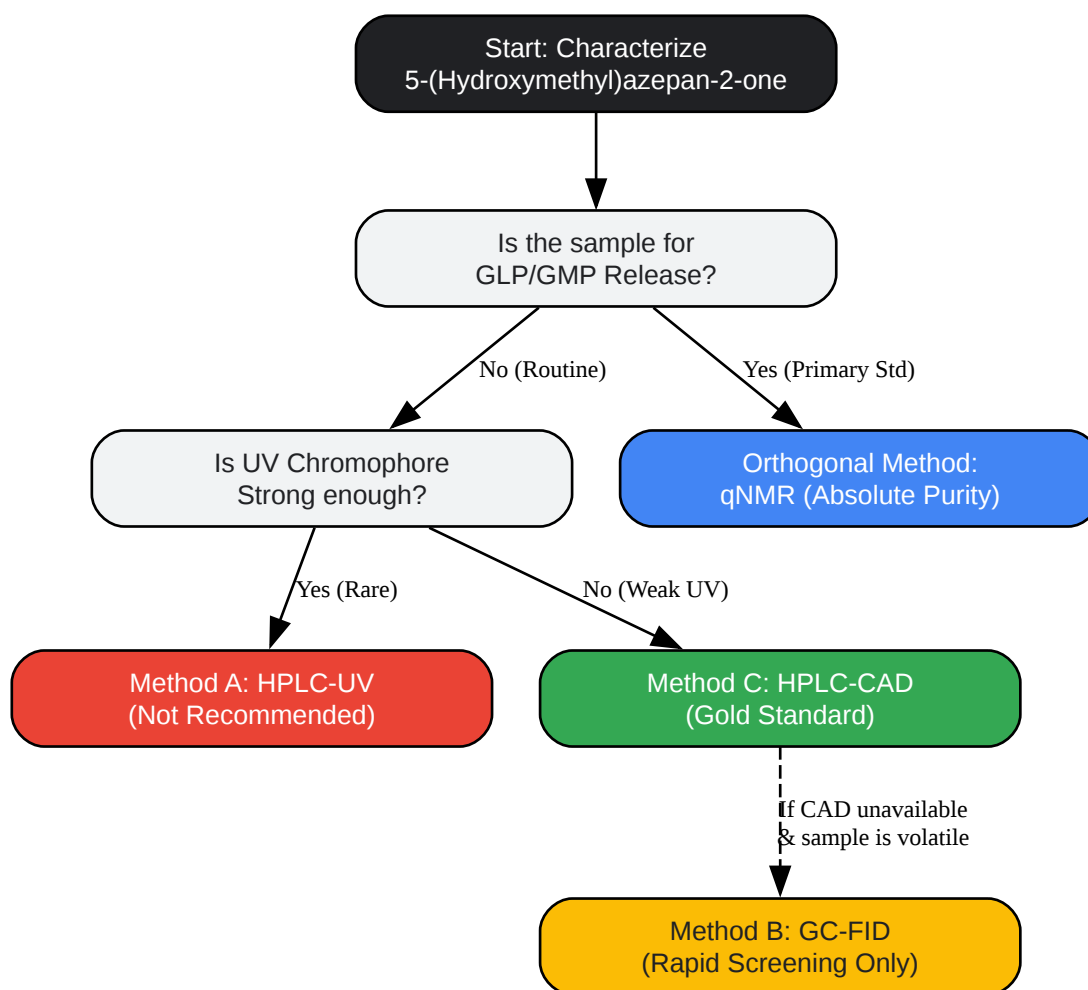 Start: Characterize
5-(Hydroxymethyl)azepan-2-one
Is the sample for
GLP/GMP Release?
No (Routine)
Yes (Primary Std)
Is UV Chromophore
Strong enough?
Orthogonal Method:
qNMR (Absolute Purity)
Yes (Rare)
No (Weak UV)
Method A: HPLC-UV
(Not Recommended)
Method C: HPLC-CAD
(Gold Standard)
If CAD unavailable
& sample is volatile
Method B: GC-FID
(Rapid Screening Only)